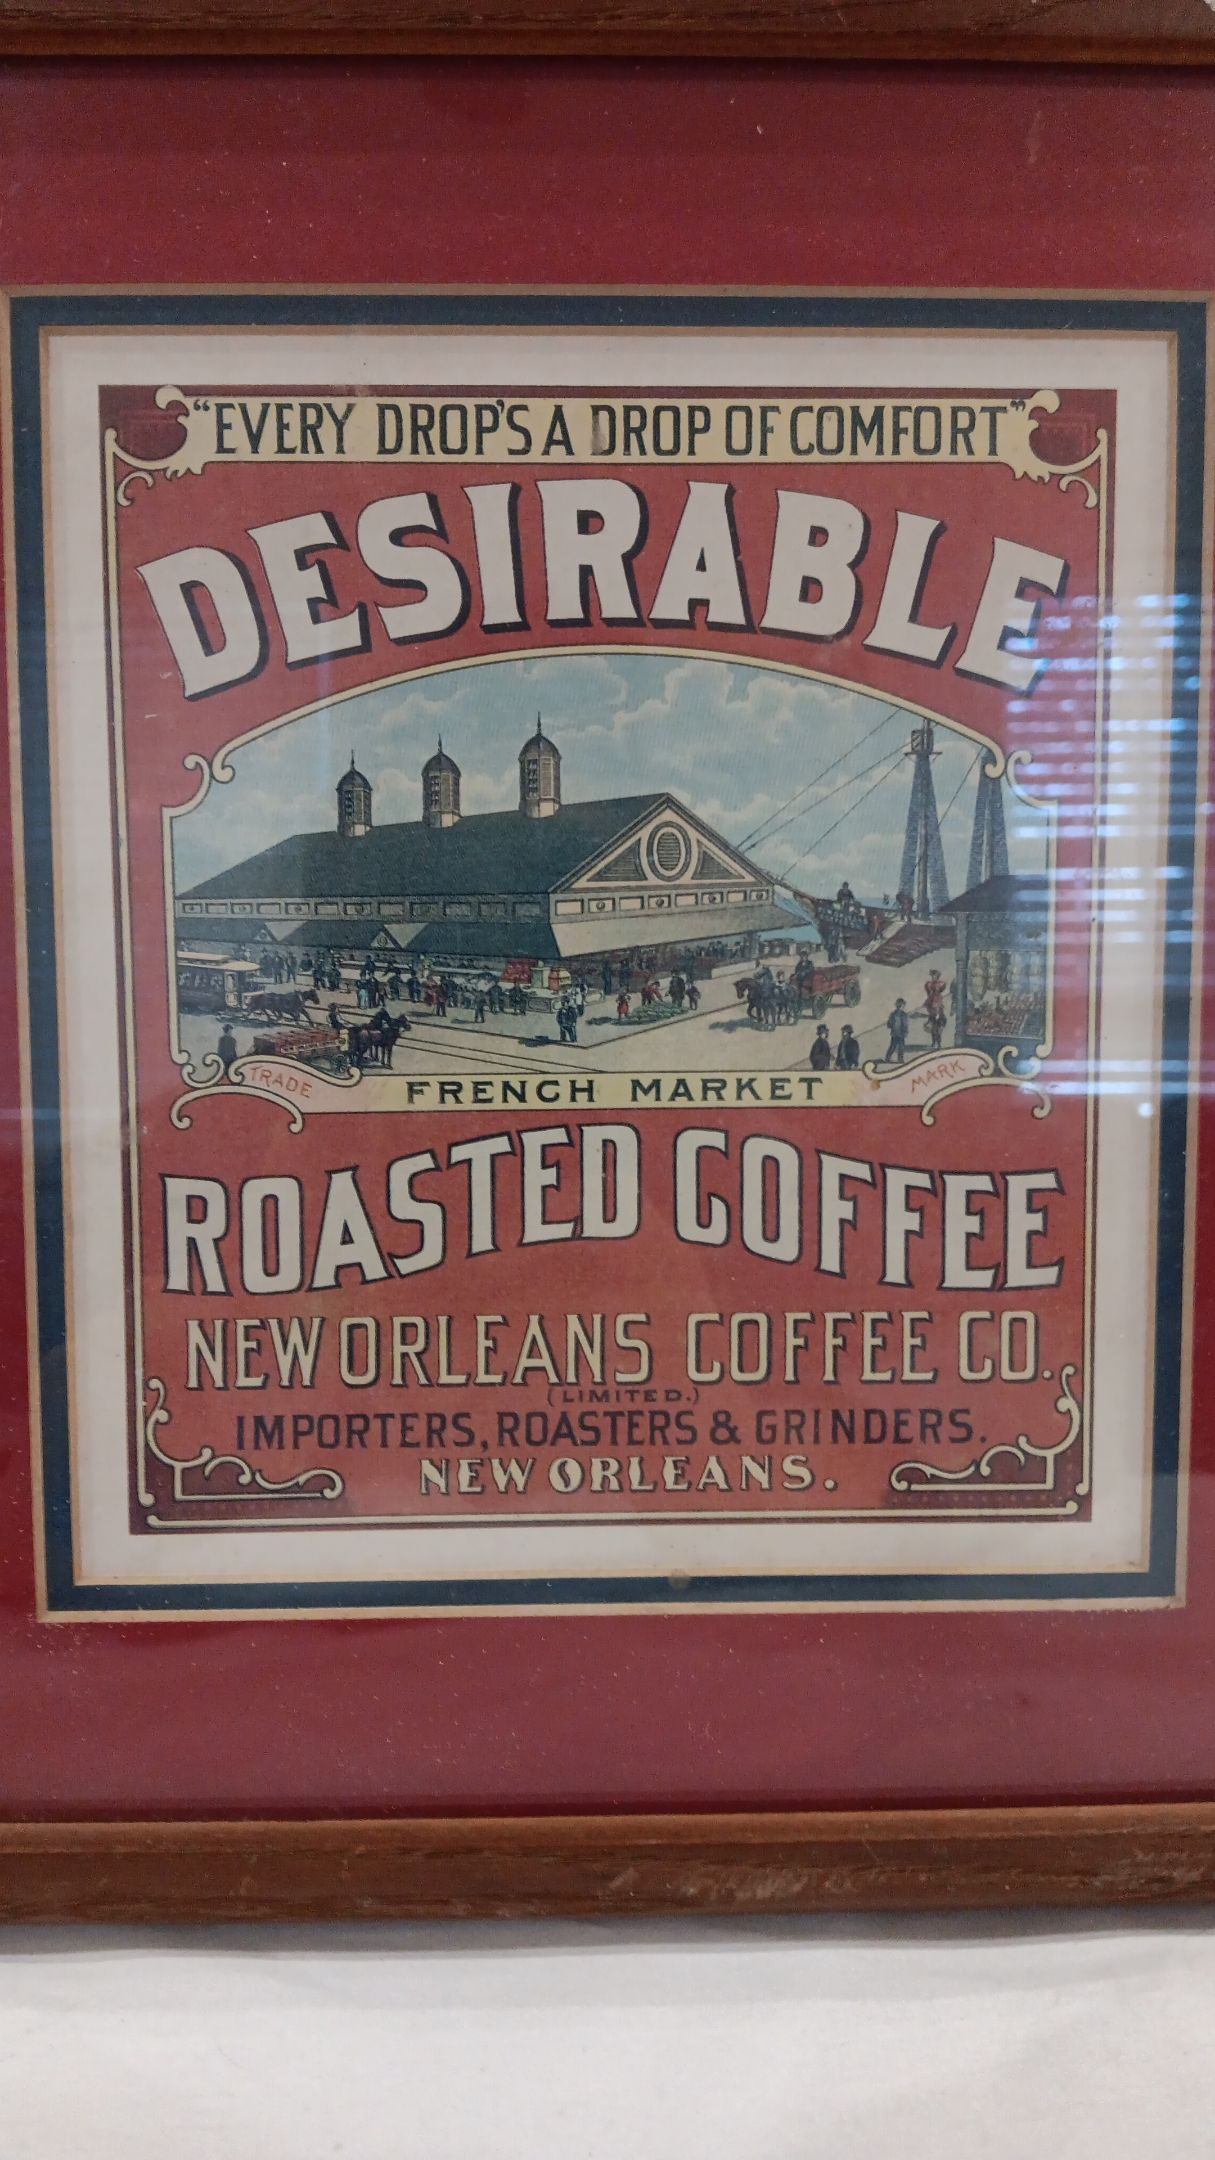 "EVERY DROP'S A DROP OF COMFORT"
DESIRABLE
TRADE FRENCH MARKET MARK
ROASTED COFFEE
NEW ORLEANS COFFEE CO.
(LIMITED.)
IMPORTERS, ROASTERS & GRINDERS.
NEW ORLEANS.